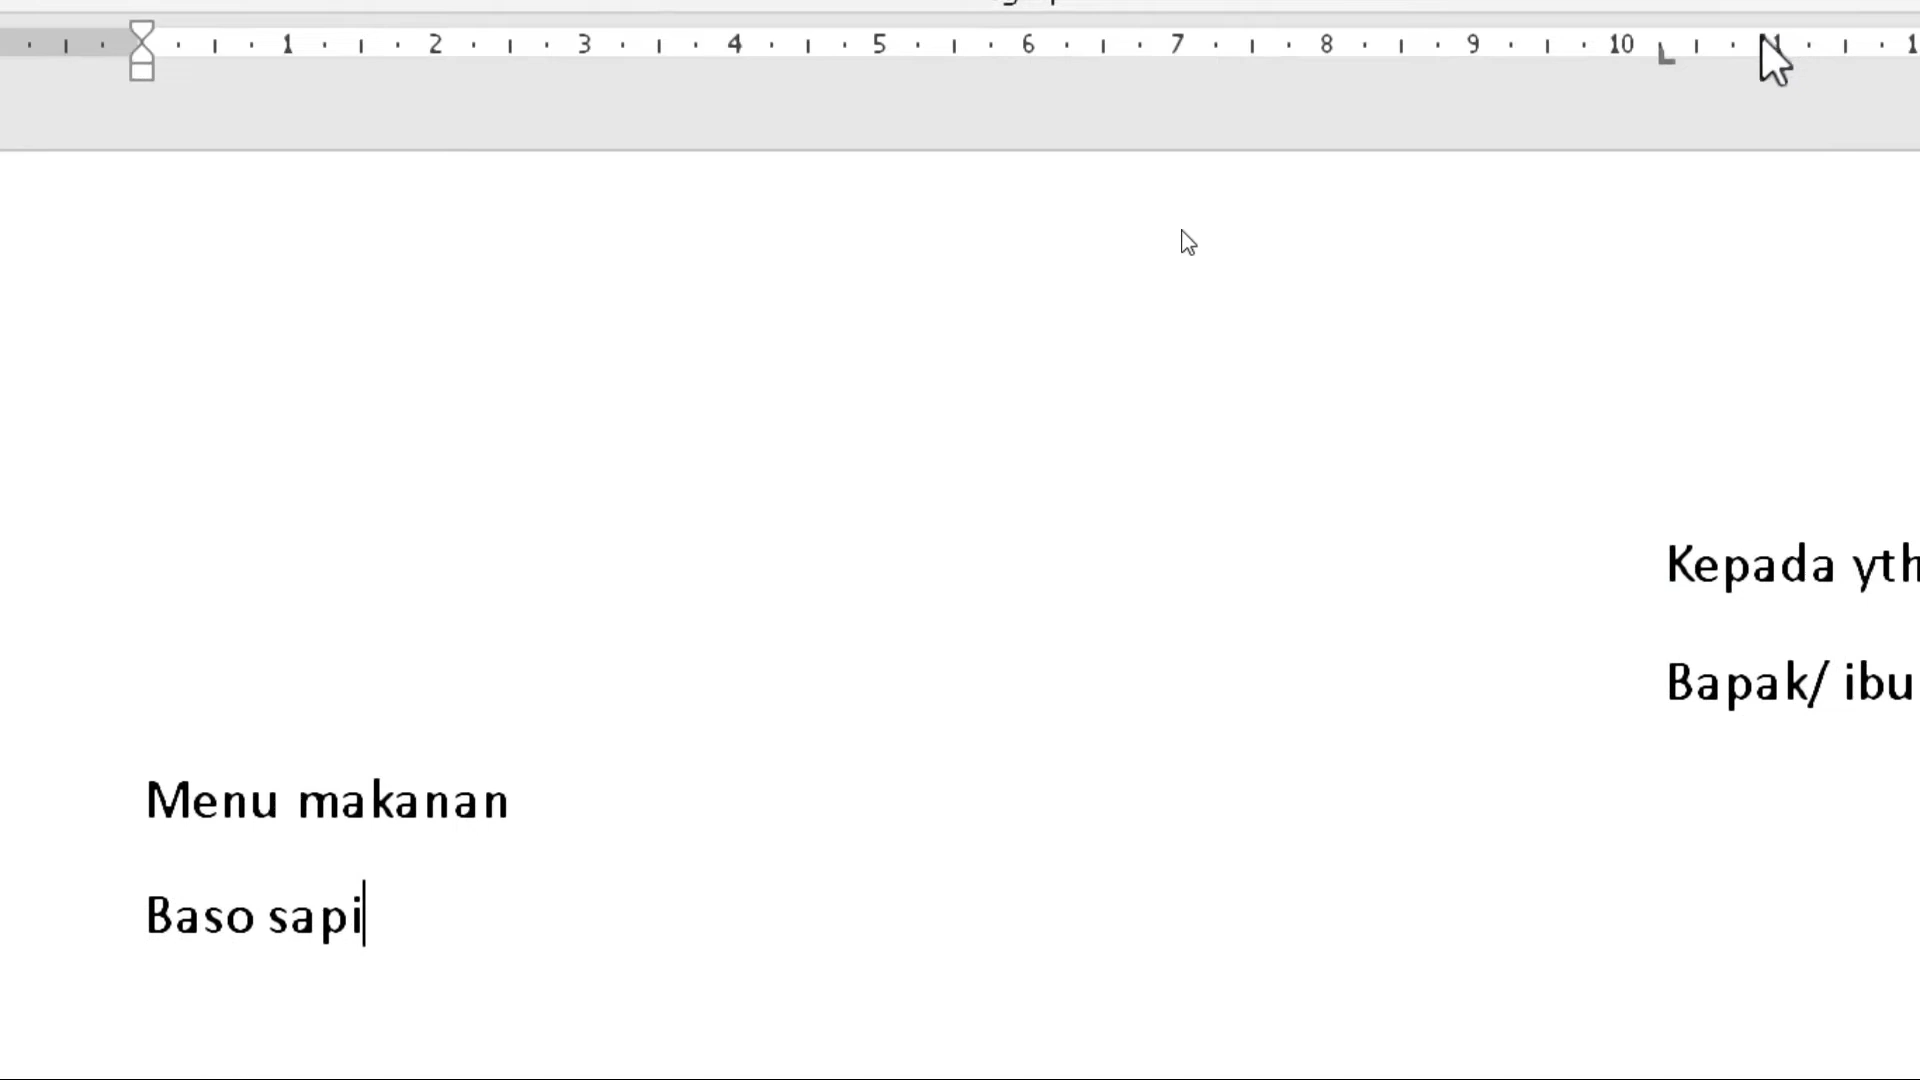 1 2 3 4 5 6 7 8 9 10
Kepada yth
Bapak/ ibu
Menu makanan
Baso sapi